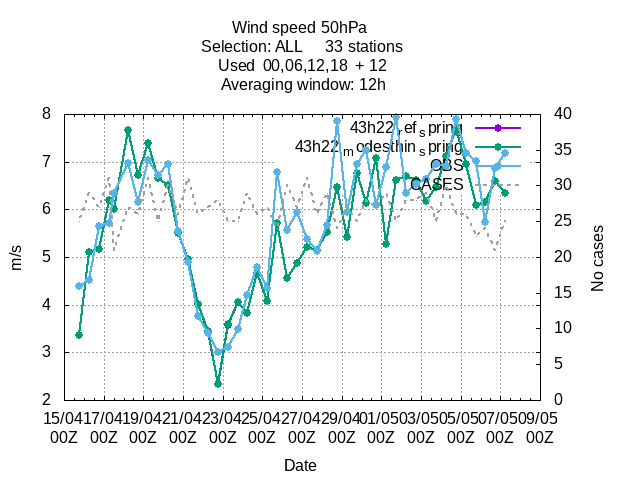 Wind speed 50hPa
Selection: ALL 33 stations
Used 00,06,12,18 + 12
Averaging window: 12h
43h22_ref_spring
43h22_modesthin_spring
OBS
CASES
m/s
8
7
6
5
4
3
2
No cases
40
35
30
25
20
15
10
5
0
15/04 17/04 19/04 21/04 23/04 25/04 27/04 29/04 01/05 03/05 05/05 07/05 09/05
00Z 00Z 00Z 00Z 00Z 00Z 00Z 00Z 00Z 00Z 00Z 00Z 00Z
Date